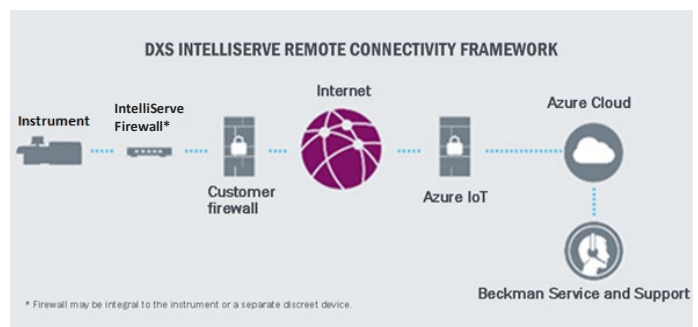 DXS INTELLISERVE REMOTE CONNECTIVITY FRAMEWORK
Instrument
IntelliServe
Firewall*
Customer
firewall
Internet
Azure IoT
Azure Cloud
Beckman Service and Support
* Firewall may be integral to the instrument or a separate discreet device.